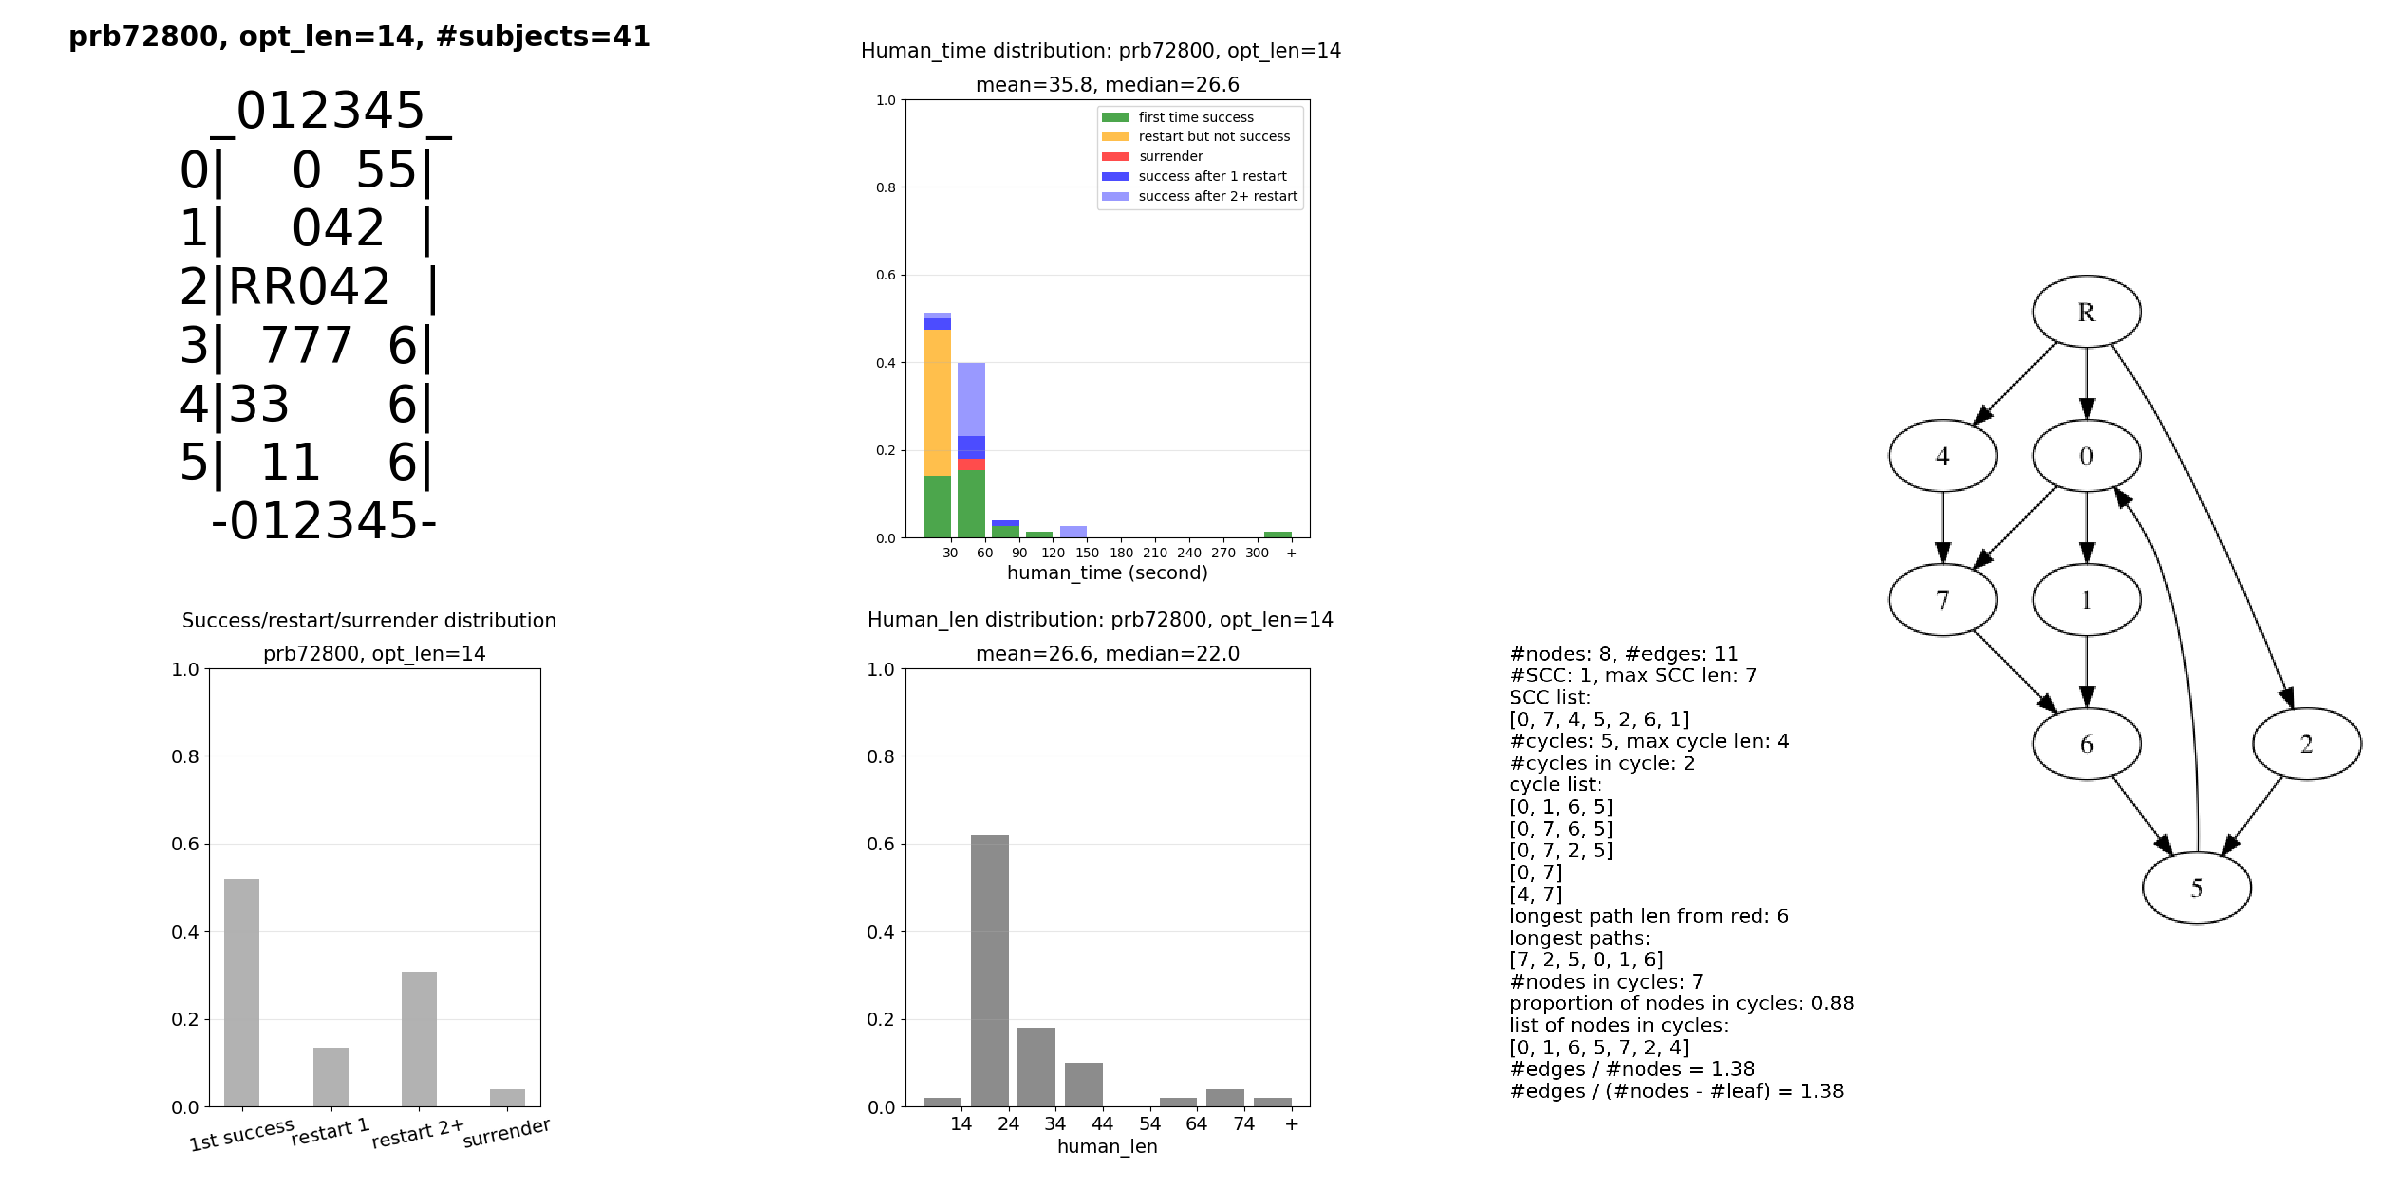 prb72800, opt_len=14, #subjects=41
_012345_
0|  0 55|
1|  042 |
2|RR042 |
3| 777 6|
4|33   6|
5| 11  6|
-012345-
Human_time distribution: prb72800, opt_len=14
mean=35.8, median=26.6
first time success
restart but not success
surrender
success after 1 restart
success after 2+ restart
1.0
0.8
0.6
0.4
0.2
0.0
30 60 90 120 150 180 210 240 270 300 +
human_time (second)
Success/restart/surrender distribution
prb72800, opt_len=14
1.0
0.8
0.6
0.4
0.2
0.0
1st success restart 1 restart 2+ surrender
Human_len distribution: prb72800, opt_len=14
mean=26.6, median=22.0
1.0
0.8
0.6
0.4
0.2
0.0
14 24 34 44 54 64 74 +
human_len
#nodes: 8, #edges: 11
#SCC: 1, max SCC len: 7
SCC list:
[0, 7, 4, 5, 2, 6, 1]
#cycles: 5, max cycle len: 4
#cycles in cycle: 2
cycle list:
[0, 1, 6, 5]
[0, 7, 6, 5]
[0, 7, 2, 5]
[0, 7]
[4, 7]
longest path len from red: 6
longest paths:
[7, 2, 5, 0, 1, 6]
#nodes in cycles: 7
proportion of nodes in cycles: 0.88
list of nodes in cycles:
[0, 1, 6, 5, 7, 2, 4]
#edges / #nodes = 1.38
#edges / (#nodes - #leaf) = 1.38
R
4 0
7 1
6 2
5